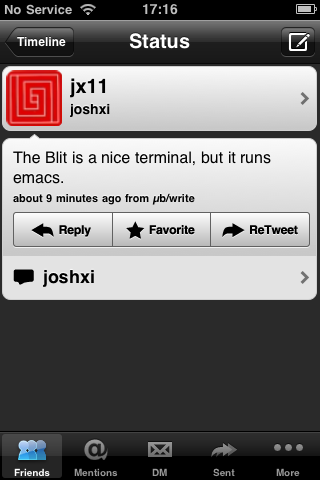 No Service 17:16
Timeline Status
jx11
joshxi
The Blit is a nice terminal, but it runs
emacs.
about 9 minutes ago from µb/write
Reply Favorite ReTweet
joshxi
Friends Mentions DM Sent More